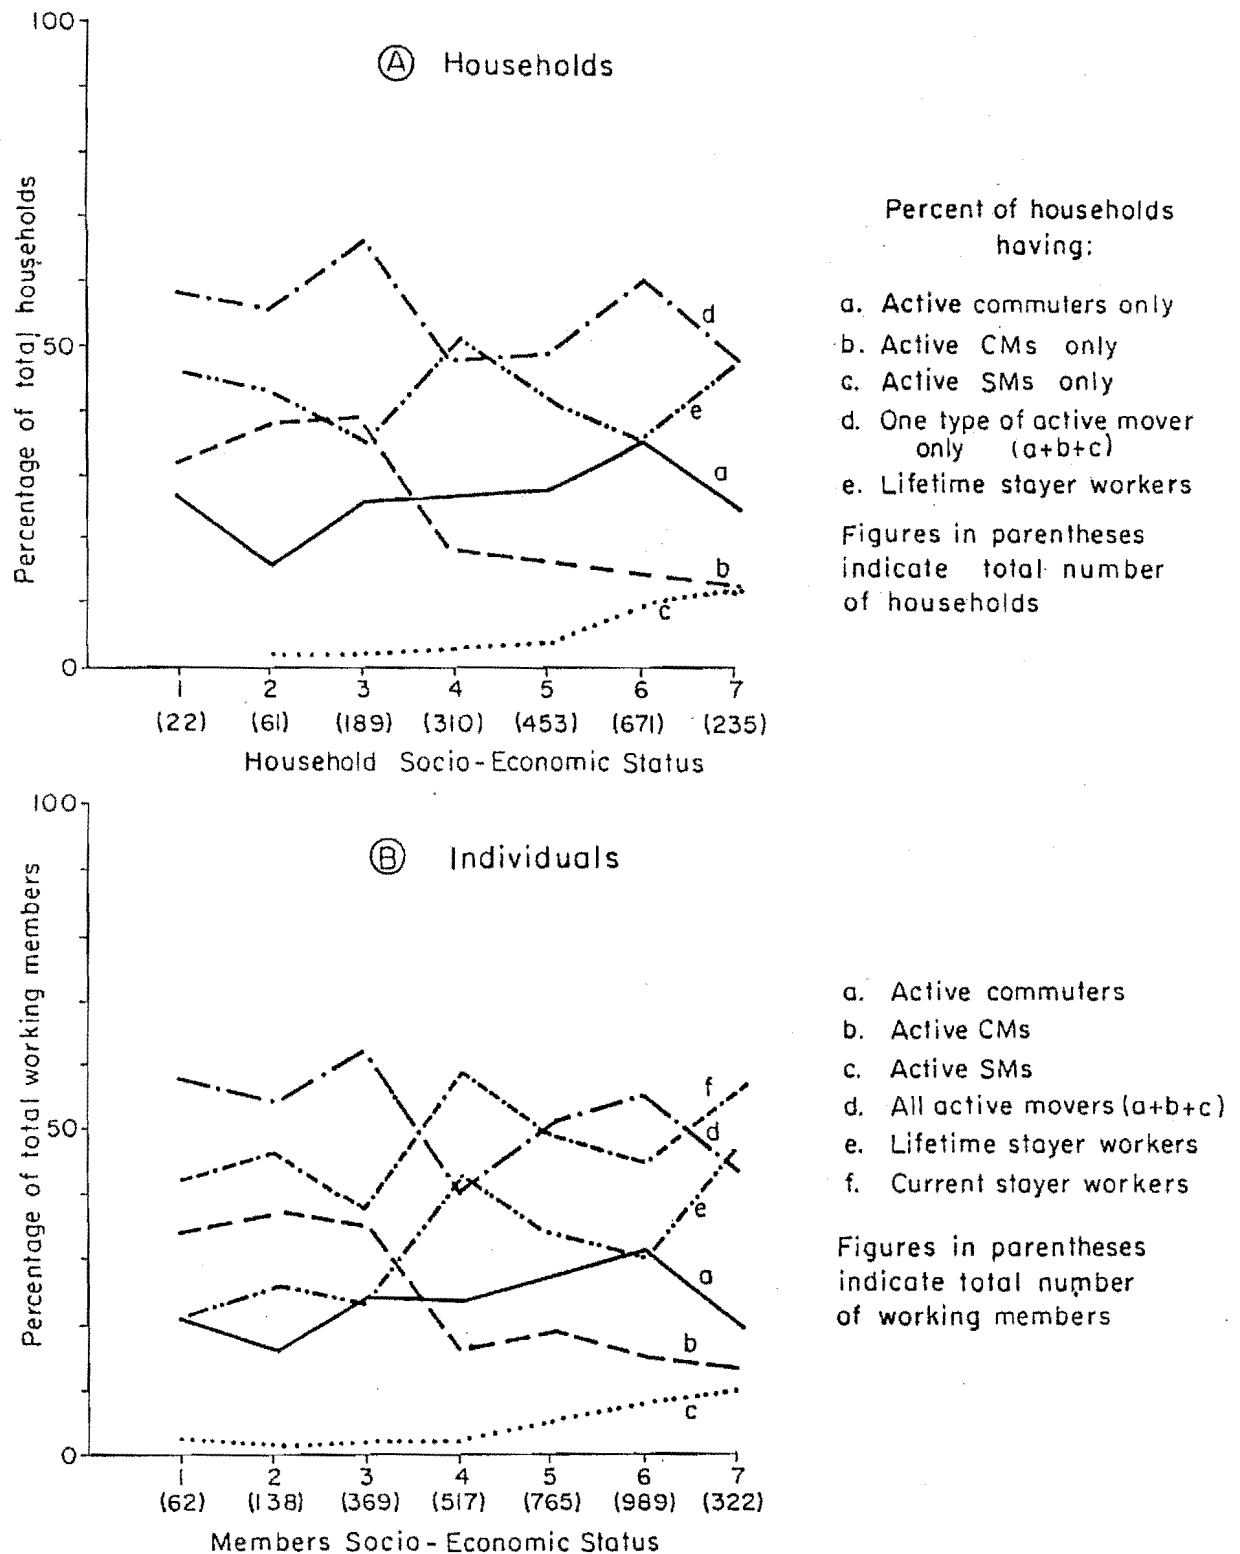 100
Ⓐ Households
50
0
Percentage of total households
1 2 3 4 5 6 7
(22) (61) (189) (310) (453) (671) (235)
Household Socio-Economic Status
d
e
a
b
c
Percent of households
having:
a. Active commuters only
b. Active CMs only
c. Active SMs only
d. One type of active mover
only (a+b+c)
e. Lifetime stayer workers
Figures in parentheses
indicate total number
of households
100
Ⓑ Individuals
50
0
Percentage of total working members
1 2 3 4 5 6 7
(62) (138) (369) (517) (765) (989) (322)
Members Socio-Economic Status
f
d
e
a
b
c
a. Active commuters
b. Active CMs
c. Active SMs
d. All active movers (a+b+c)
e. Lifetime stayer workers
f. Current stayer workers
Figures in parentheses
indicate total number
of working members